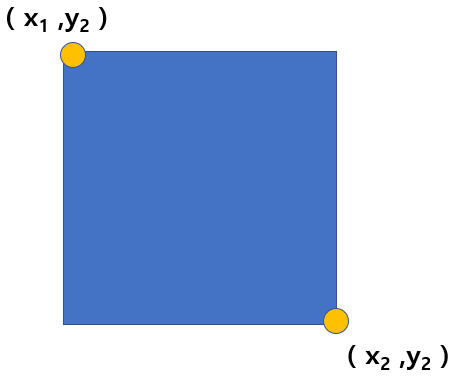 ( x₁ ,y₂ )
( x₂ ,y₂ )